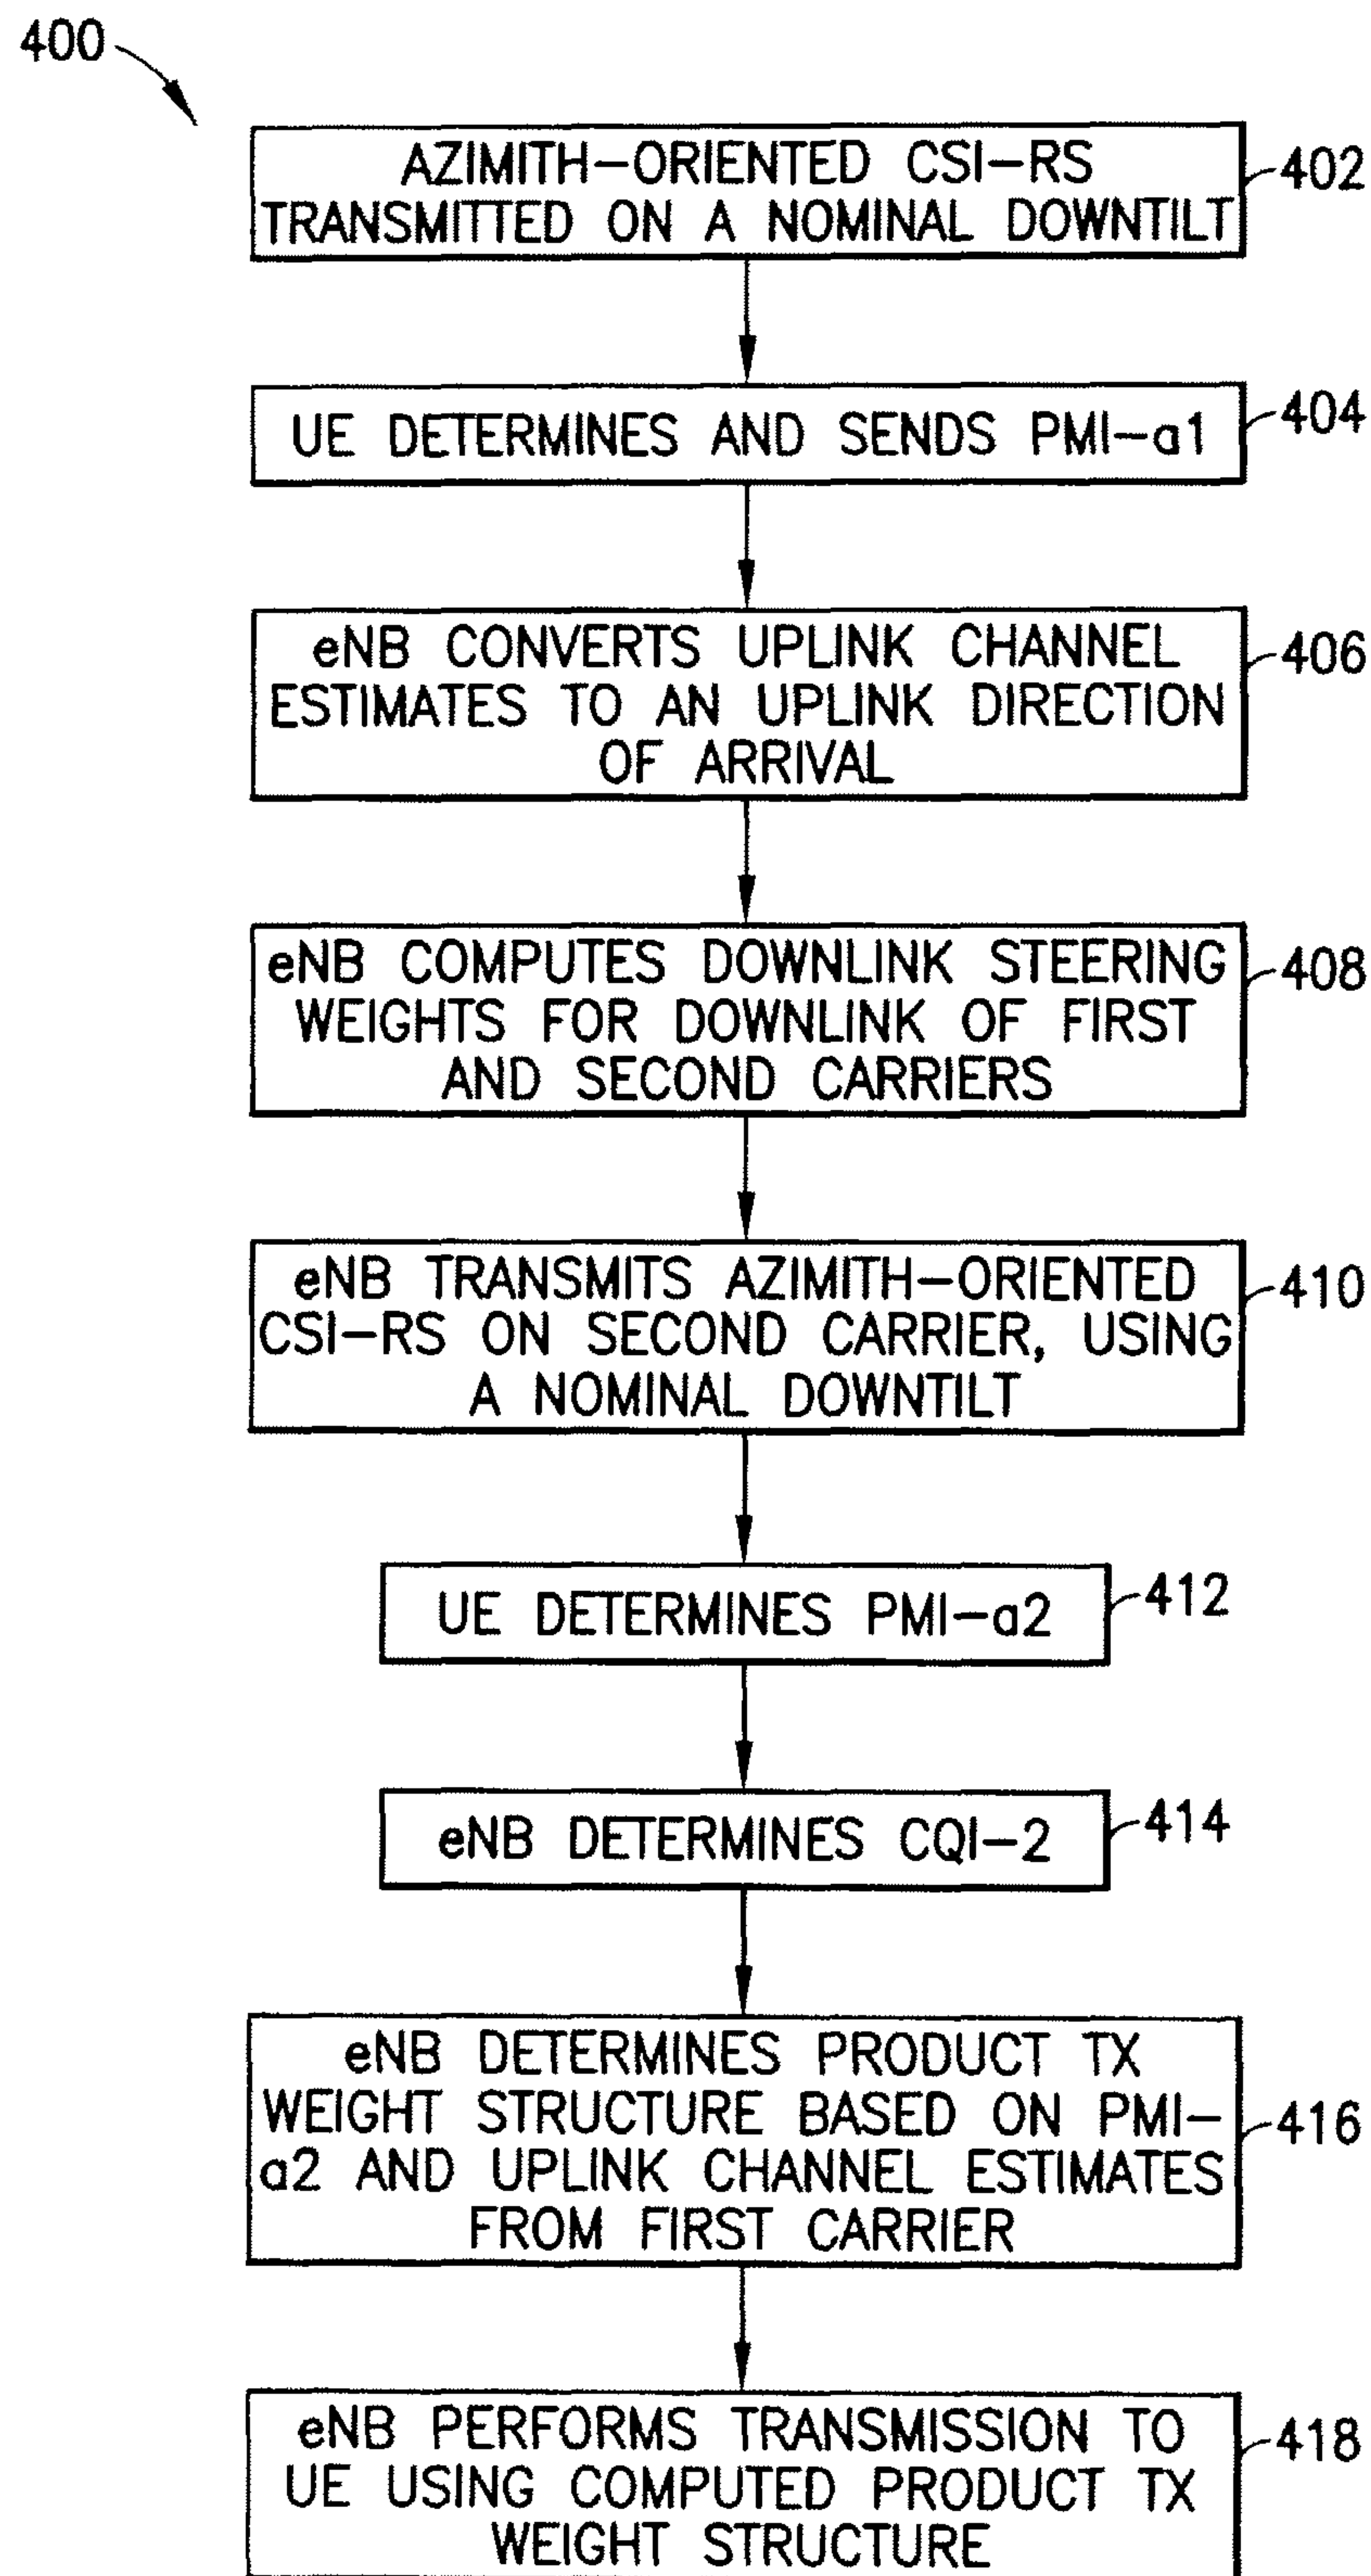 400
AZIMITH-ORIENTED CSI-RS
TRANSMITTED ON A NOMINAL DOWNTILT
402
UE DETERMINES AND SENDS PMI-a1
404
eNB CONVERTS UPLINK CHANNEL
ESTIMATES TO AN UPLINK DIRECTION
OF ARRIVAL
406
eNB COMPUTES DOWNLINK STEERING
WEIGHTS FOR DOWNLINK OF FIRST
AND SECOND CARRIERS
408
eNB TRANSMITS AZIMITH-ORIENTED
CSI-RS ON SECOND CARRIER, USING
A NOMINAL DOWNTILT
410
UE DETERMINES PMI-a2
412
eNB DETERMINES CQI-2
414
eNB DETERMINES PRODUCT TX
WEIGHT STRUCTURE BASED ON PMI-
a2 AND UPLINK CHANNEL ESTIMATES
FROM FIRST CARRIER
416
eNB PERFORMS TRANSMISSION TO
UE USING COMPUTED PRODUCT TX
WEIGHT STRUCTURE
418